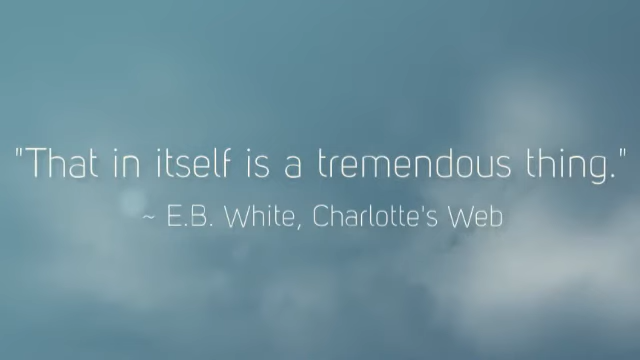 "That in itself is a tremendous thing."
~ E.B. White, Charlotte's Web